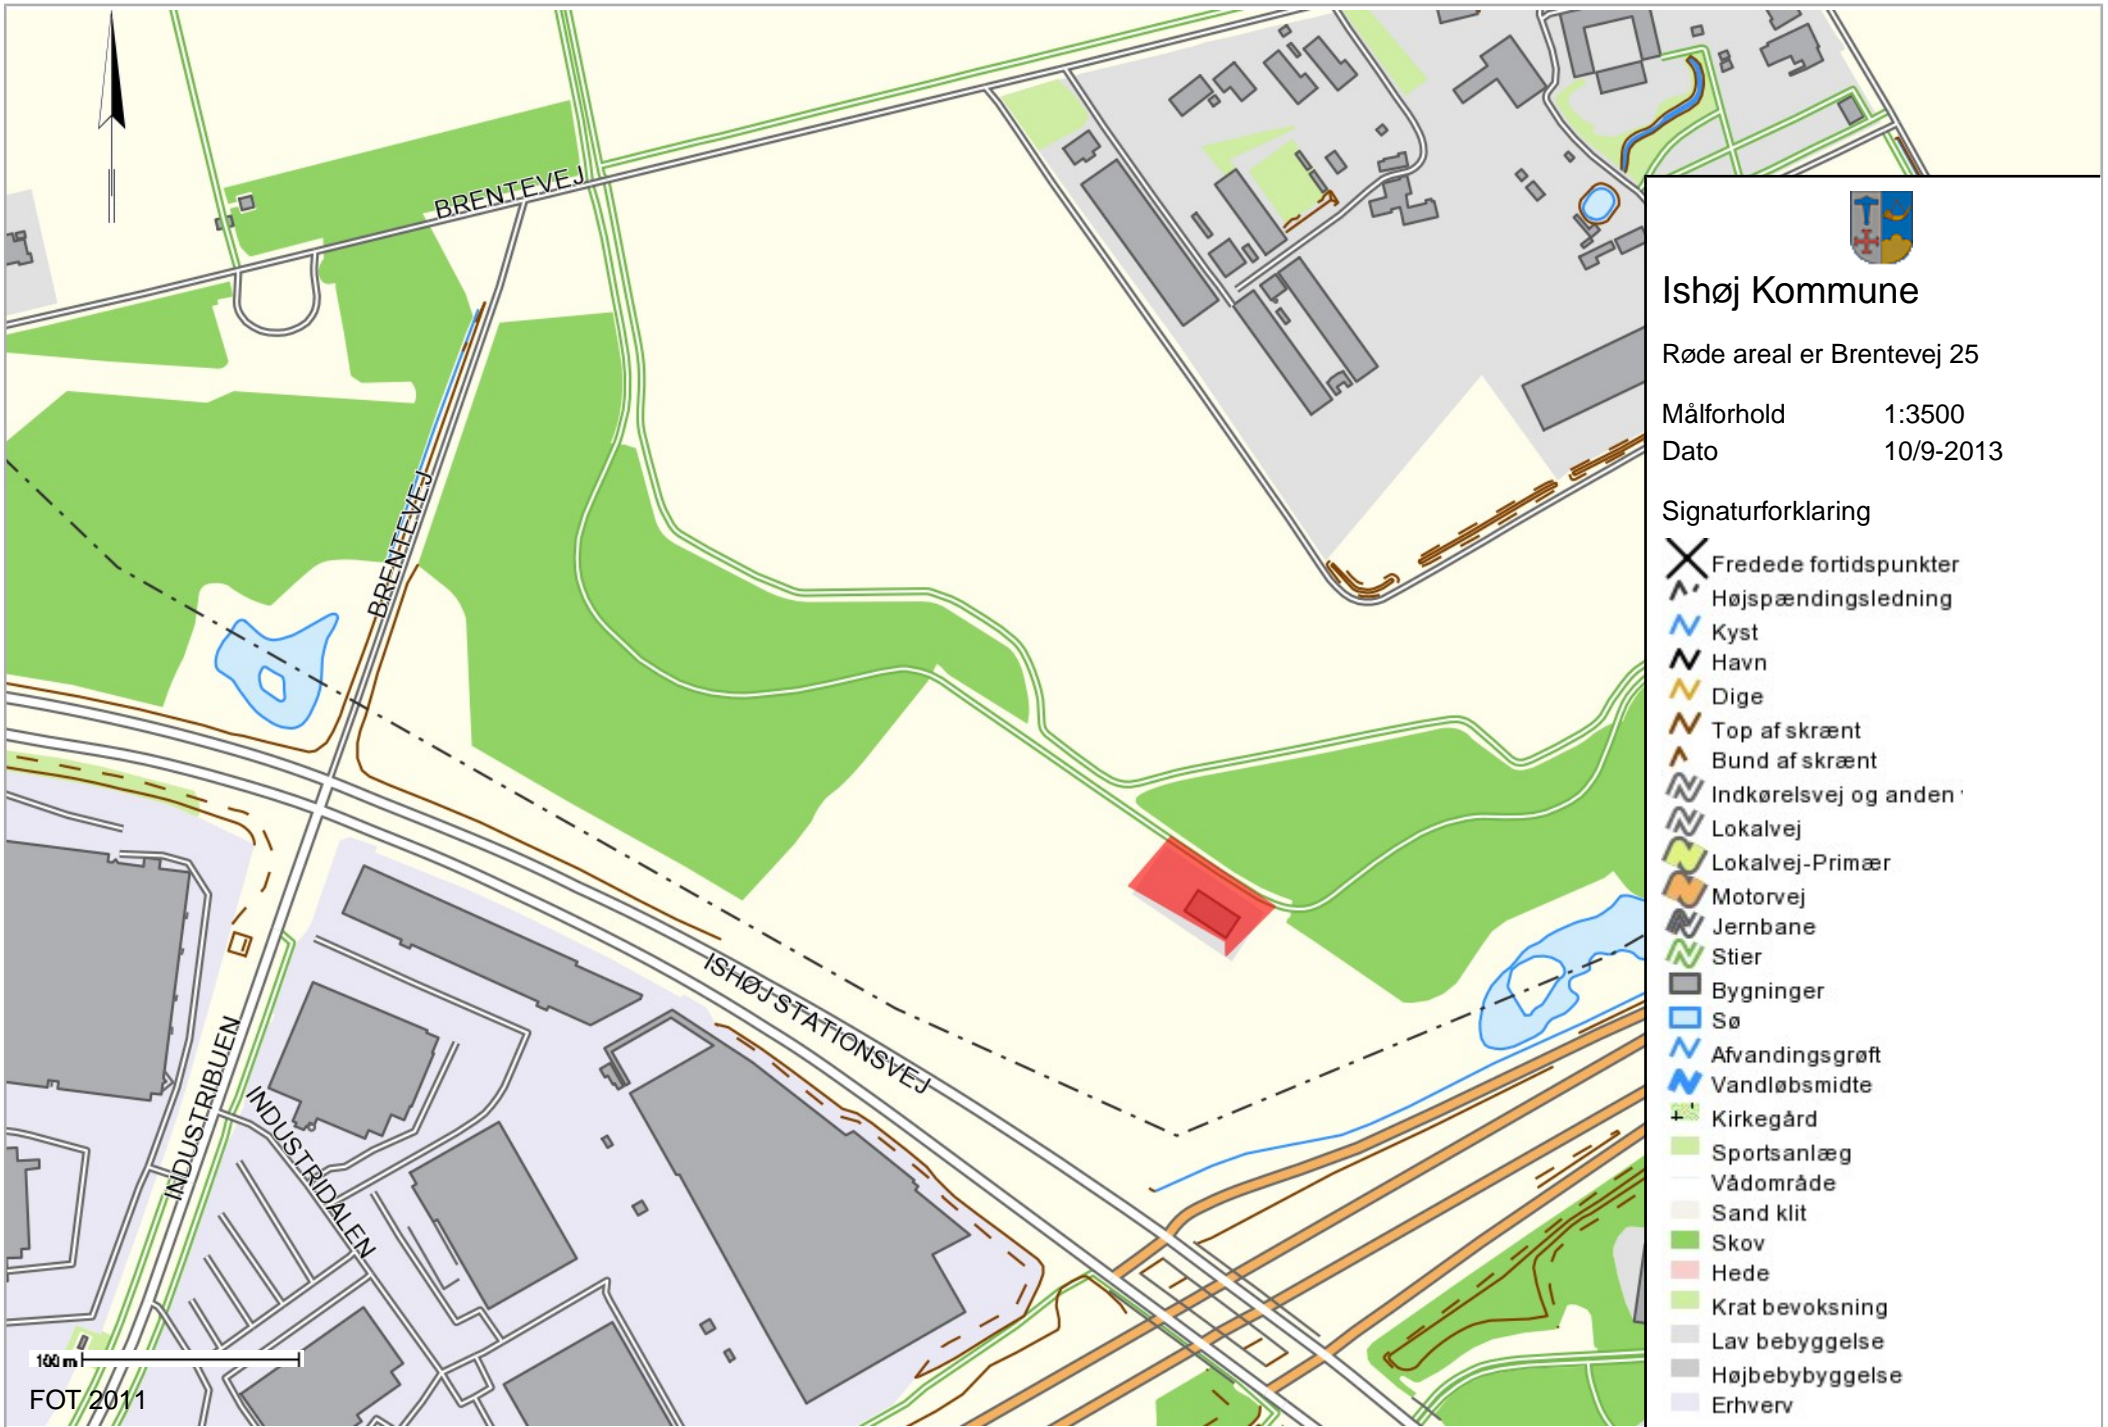 BRENTEVEJ
BRENTEVEJ
ISHØJ STATIONSVEJ
INDUSTRIBUEN
INDUSTRIDALEN
100 m
FOT 2011
Ishøj Kommune
Røde areal er Brentevej 25
Målforhold 1:3500
Dato 10/9-2013
Signaturforklaring
Fredede fortidspunkter
Højspændingsledning
Kyst
Havn
Dige
Top af skrænt
Bund af skrænt
Indkørelsvej og anden
Lokalvej
Lokalvej-Primær
Motorvej
Jernbane
Stier
Bygninger
Sø
Afvandingsgrøft
Vandløbsmidte
Kirkegård
Sportsanlæg
Vådområde
Sand klit
Skov
Hede
Krat bevoksning
Lav bebyggelse
Højbebybyggelse
Erhverv